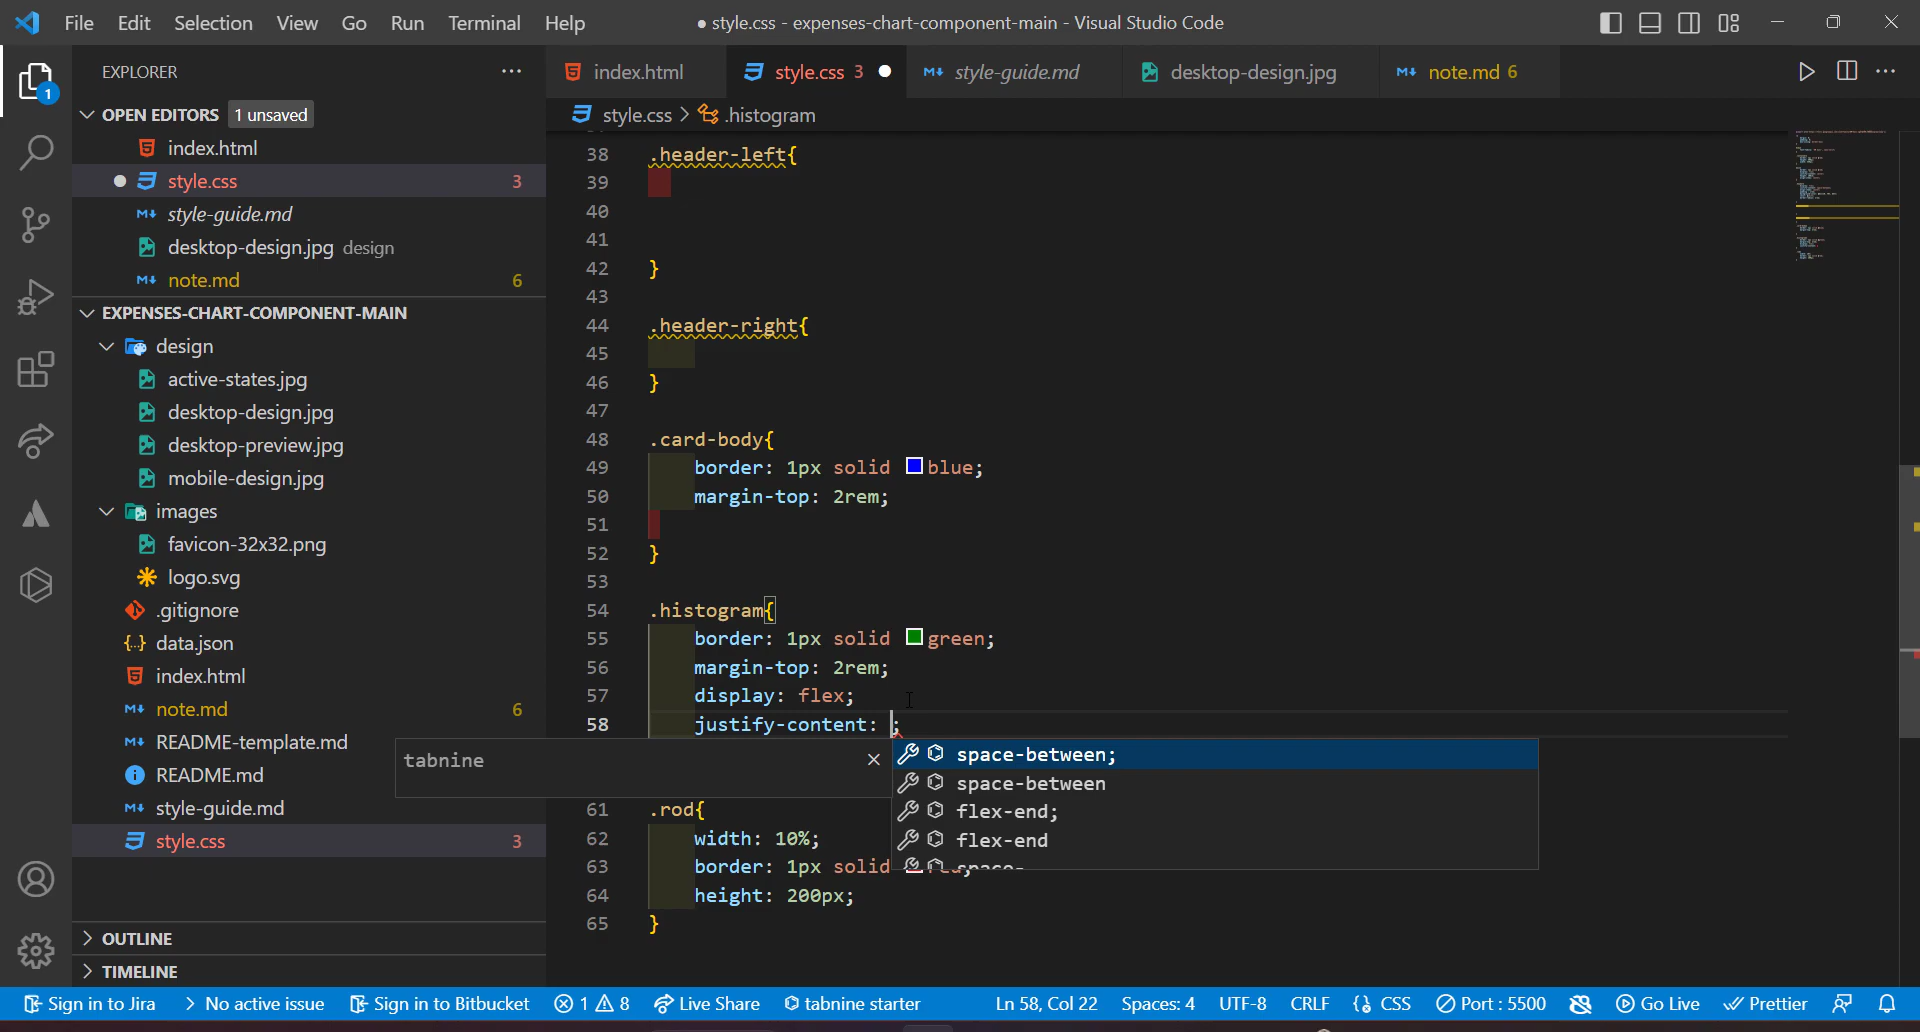 File Edit Selection View Go Run Terminal Help
● style.css - expenses-chart-component-main - Visual Studio Code
EXPLORER
index.html
style.css 3
style-guide.md
desktop-design.jpg
note.md 6
style.css > .histogram
OPEN EDITORS 1 unsaved
index.html
style.css 3
style-guide.md
desktop-design.jpg design
note.md 6
EXPENSES-CHART-COMPONENT-MAIN
design
active-states.jpg
desktop-design.jpg
desktop-preview.jpg
mobile-design.jpg
images
favicon-32x32.png
logo.svg
.gitignore
data.json
index.html
note.md 6
README-template.md
README.md
style-guide.md
style.css 3
OUTLINE
TIMELINE
1
38 .header-left{
39
40
41
42 }
43
44 .header-right{
45
46 }
47
48 .card-body{
49 border: 1px solid blue;
50 margin-top: 2rem;
51
52 }
53
54 .histogram{
55 border: 1px solid green;
56 margin-top: 2rem;
57 display: flex;
58 justify-content: ;
tabnine
space-between;
space-between
flex-end;
flex-end
61 .rod{
62 width: 10%;
63 border: 1px solid
64 height: 200px;
65 }
Sign in to Jira No active issue Sign in to Bitbucket 1 8 Live Share tabnine starter Ln 58, Col 22 Spaces: 4 UTF-8 CRLF {} CSS Port : 5500 Go Live Prettier